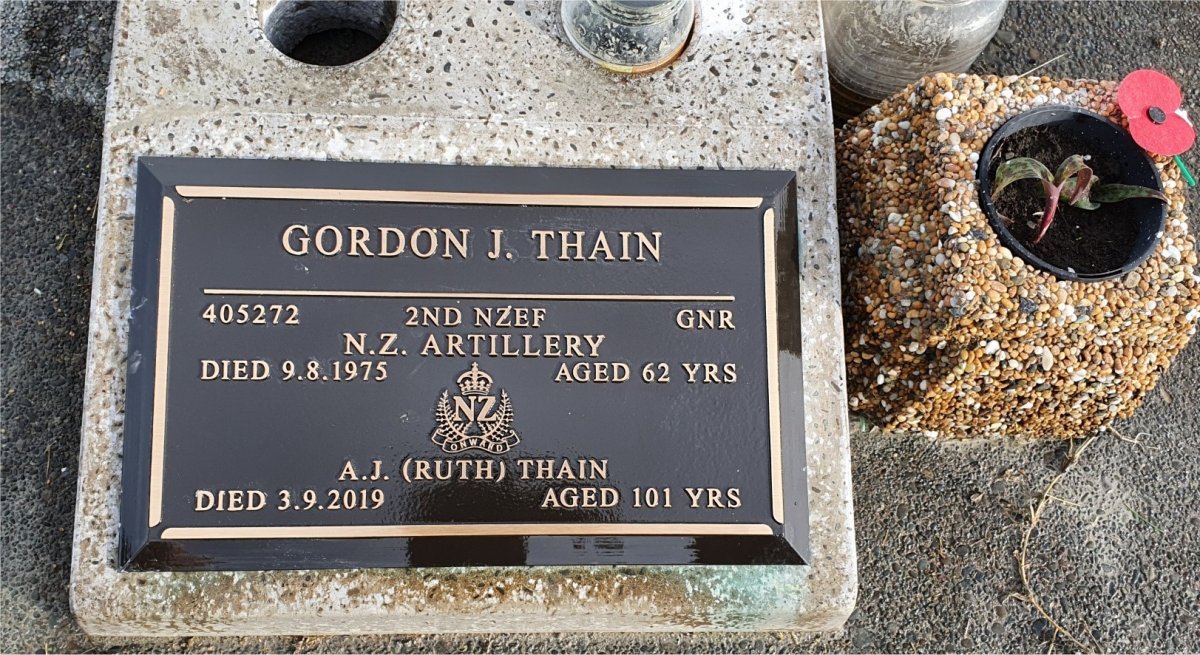 GORDON J. THAIN
405272 2ND NZEF GNR
N.Z. ARTILLERY
DIED 9.8.1975 AGED 62 YRS
NZ
ONWARD
A.J. (RUTH) THAIN
DIED 3.9.2019 AGED 101 YRS